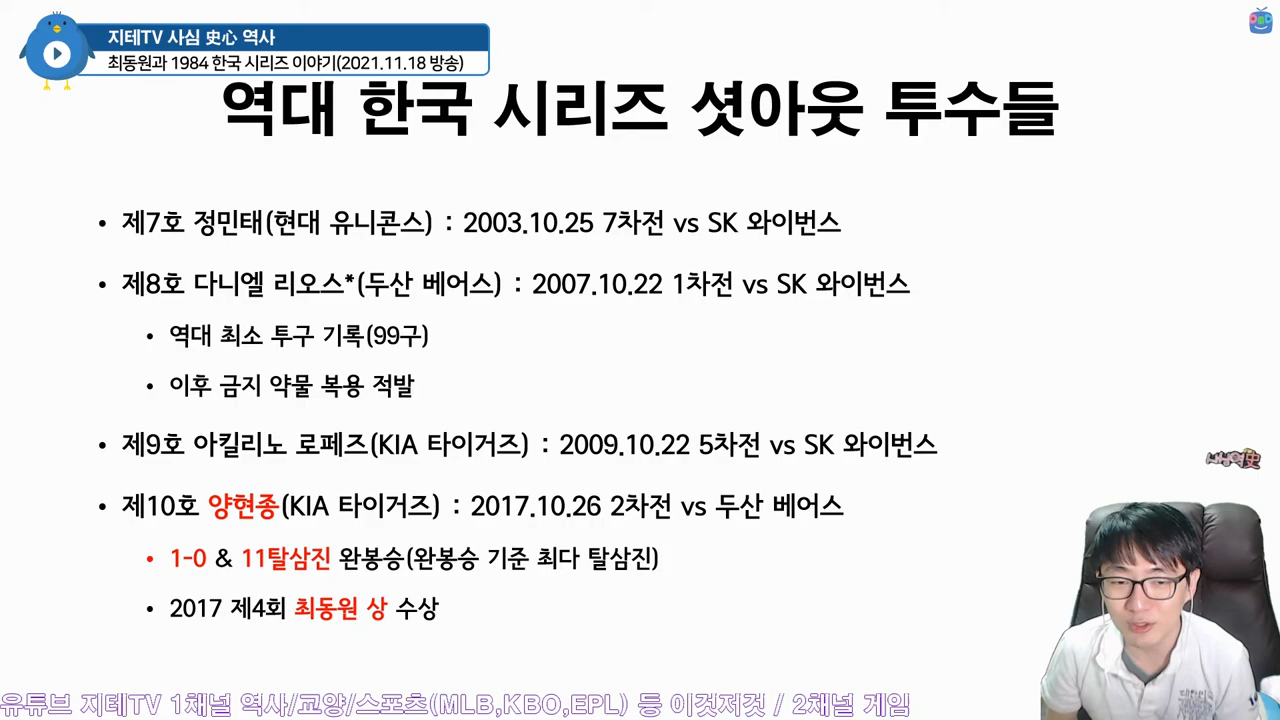 지테TV 사심 史心 역사
최동원과 1984 한국 시리즈 이야기(2021.11.18 방송)
역대 한국 시리즈 셧아웃 투수들
• 제7호 정민태(현대 유니콘스) : 2003.10.25 7차전 vs SK 와이번스
• 제8호 다니엘 리오스*(두산 베어스) : 2007.10.22 1차전 vs SK 와이번스
• 역대 최소 투구 기록(99구)
• 이후 금지 약물 복용 적발
• 제9호 아킬리노 로페즈(KIA 타이거즈) : 2009.10.22 5차전 vs SK 와이번스
• 제10호 양현종(KIA 타이거즈) : 2017.10.26 2차전 vs 두산 베어스
• 1-0 & 11탈삼진 완봉승(완봉승 기준 최다 탈삼진)
• 2017 제4회 최동원 상 수상
유튜브 지테TV 1채널 역사/교양/스포츠(MLB,KBO,EPL) 등 이것저것 / 2채널 게임